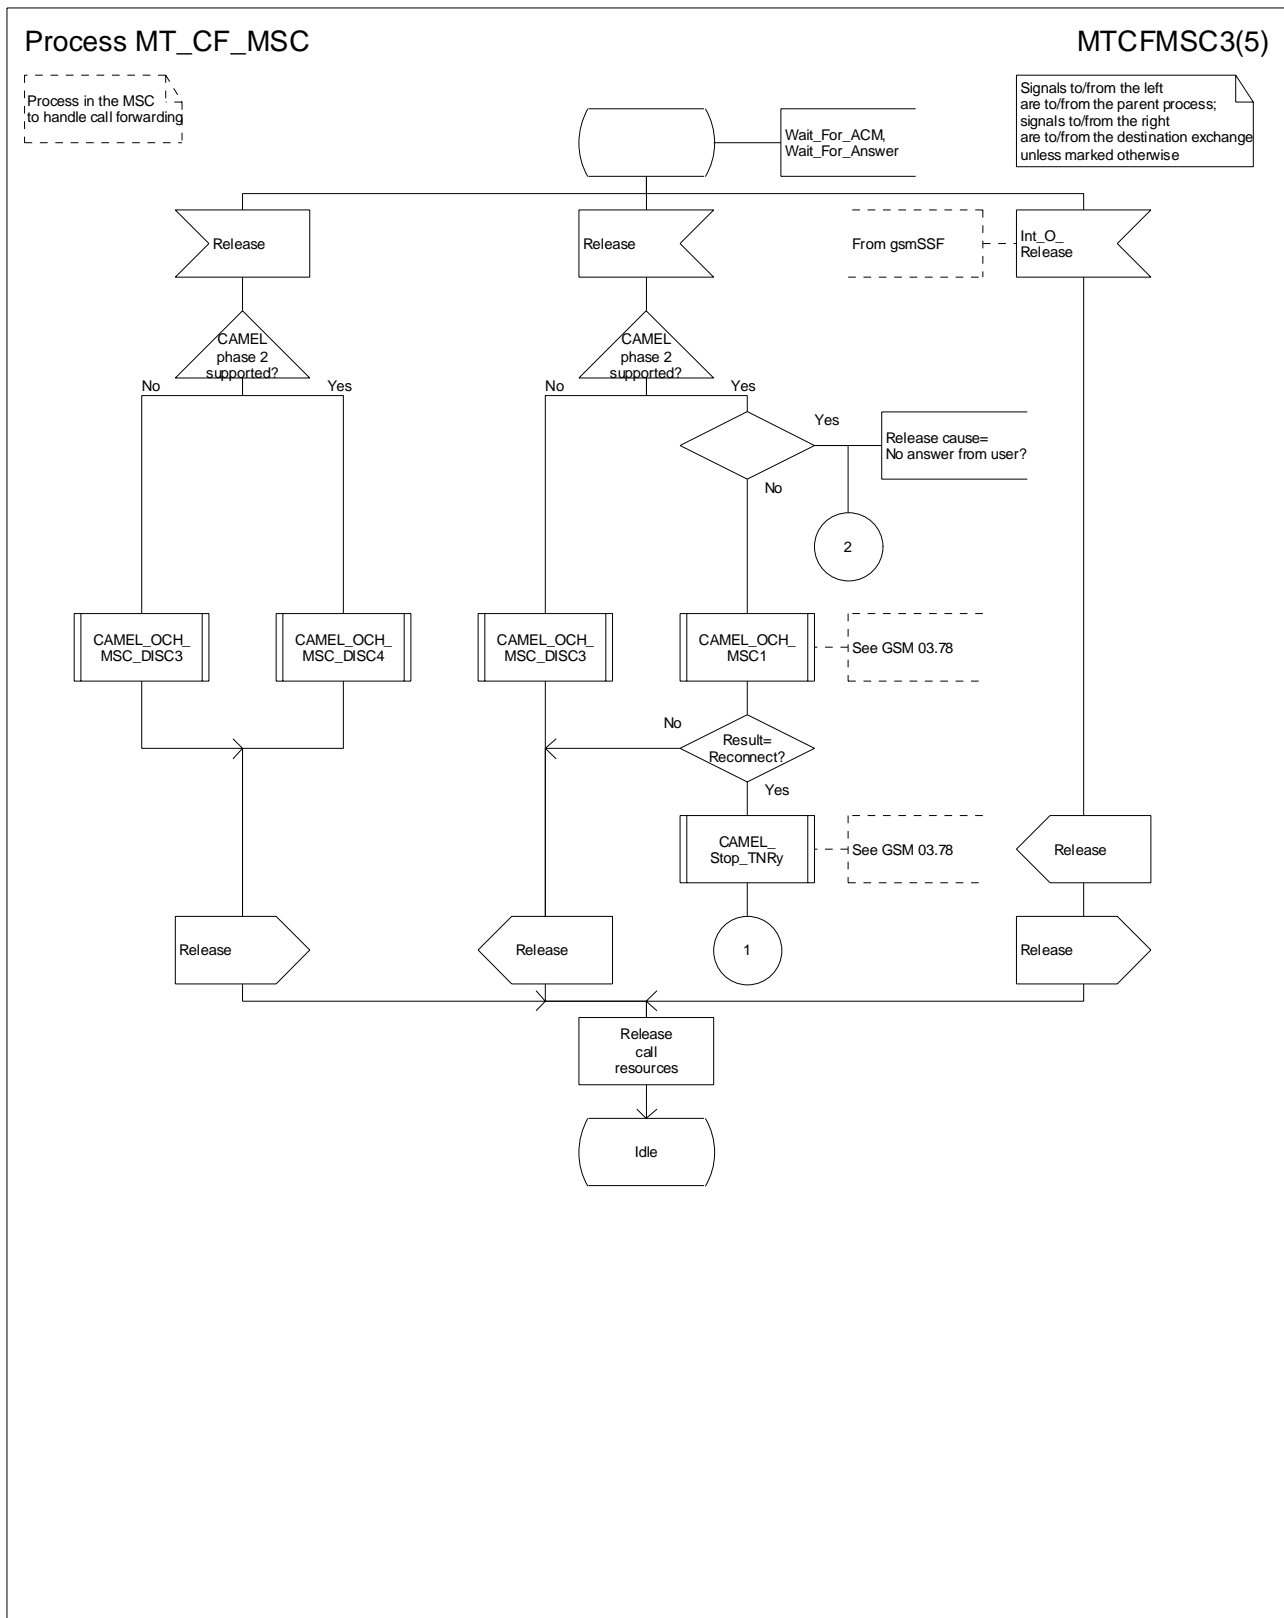 Process MT_CF_MSC
MTCFMSC3(5)
Process in the MSC
to handle call forwarding
Signals to/from the left
are to/from the parent process;
signals to/from the right
are to/from the destination exchange
unless marked otherwise
Wait_For_ACM,
Wait_For_Answer
Release
Release
From gsmSSF
Int_O_
Release
CAMEL
phase 2
supported?
CAMEL
phase 2
supported?
No
Yes
No
Yes
Yes
Release cause=
No answer from user?
No
2
CAMEL_OCH_
MSC_DISC3
CAMEL_OCH_
MSC_DISC4
CAMEL_OCH_
MSC_DISC3
CAMEL_OCH_
MSC1
See GSM 03.78
No
Result=
Reconnect?
Yes
CAMEL_
Stop_TNRy
See GSM 03.78
Release
Release
Release
1
Release
Release
call
resources
Idle